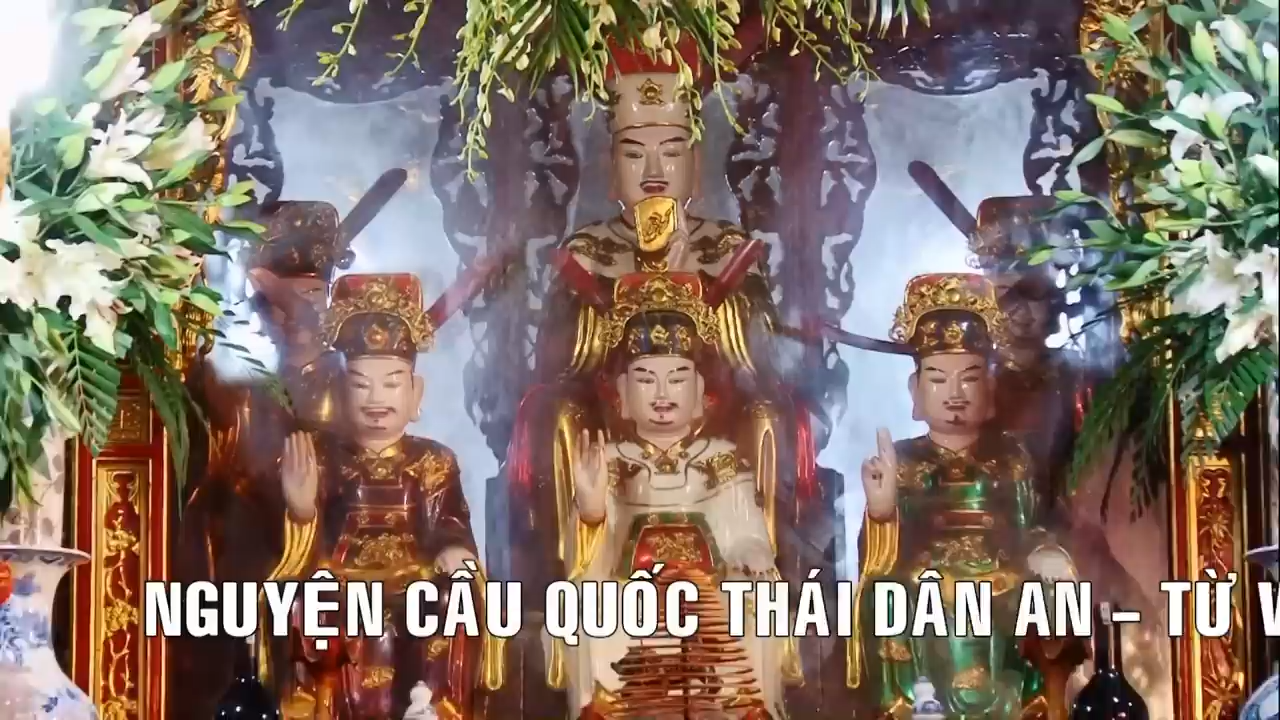 NGUYỆN CẦU QUỐC THÁI DÂN AN – TỪ